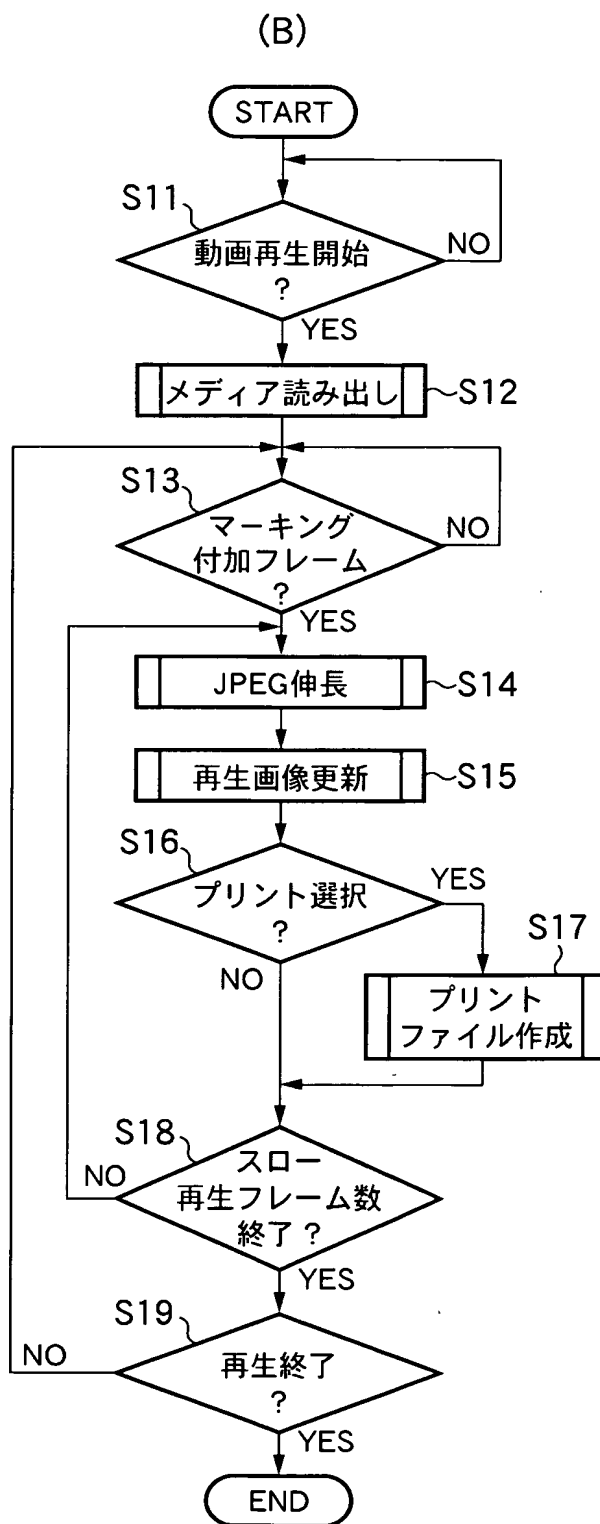 (B)
START
S11
動画再生開始
?
NO
YES
メディア読み出し
S12
S13
マーキング
付加フレーム
?
NO
YES
JPEG伸長
S14
再生画像更新
S15
S16
プリント選択
?
YES
NO
S17
プリント
ファイル作成
S18
スロー
再生フレーム数
終了?
NO
YES
S19
再生終了
?
NO
YES
END